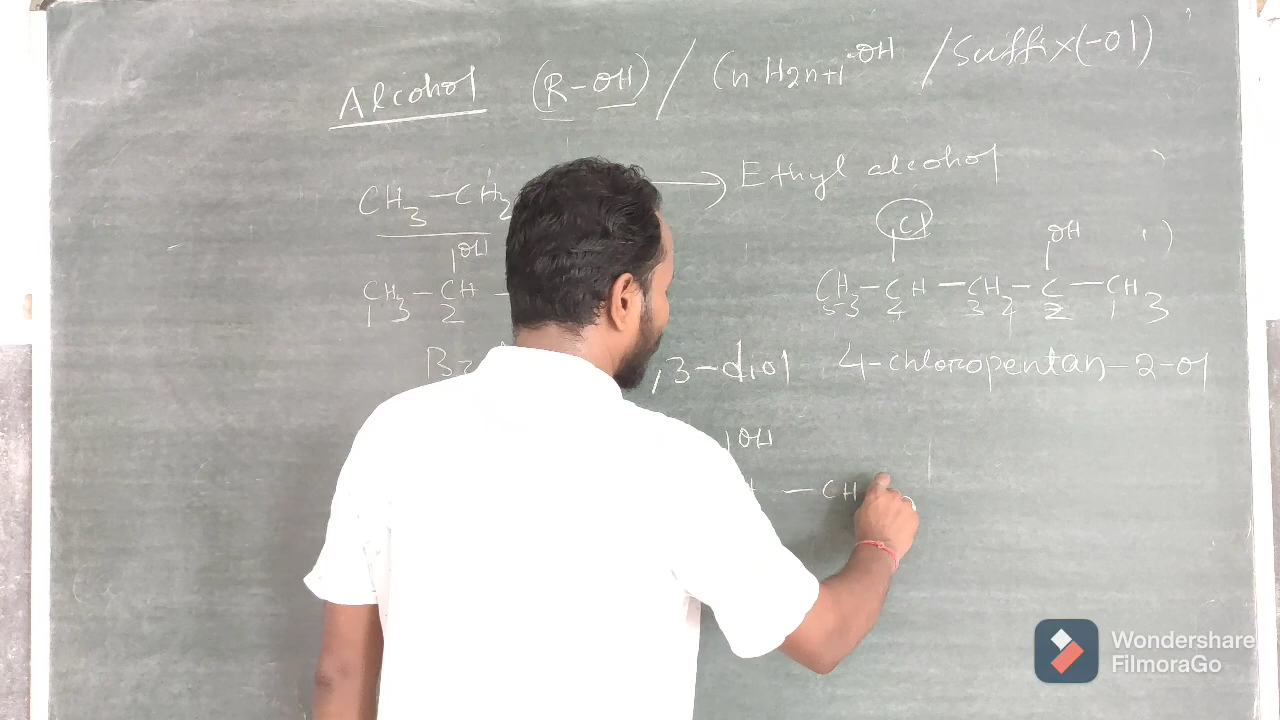 Alcohol (R-OH) / CnH2n+1-OH / Suffix(-ol)
CH3 - CH2 → Ethyl alcohol
Cl OH
OH
CH3 - CH - CH2 - C - CH3
5 4 3 2 1
CH3 - CH -
1 2
,3-diol 4-chloropentan-2-ol
OH
- CH
Wondershare
FilmoraGo